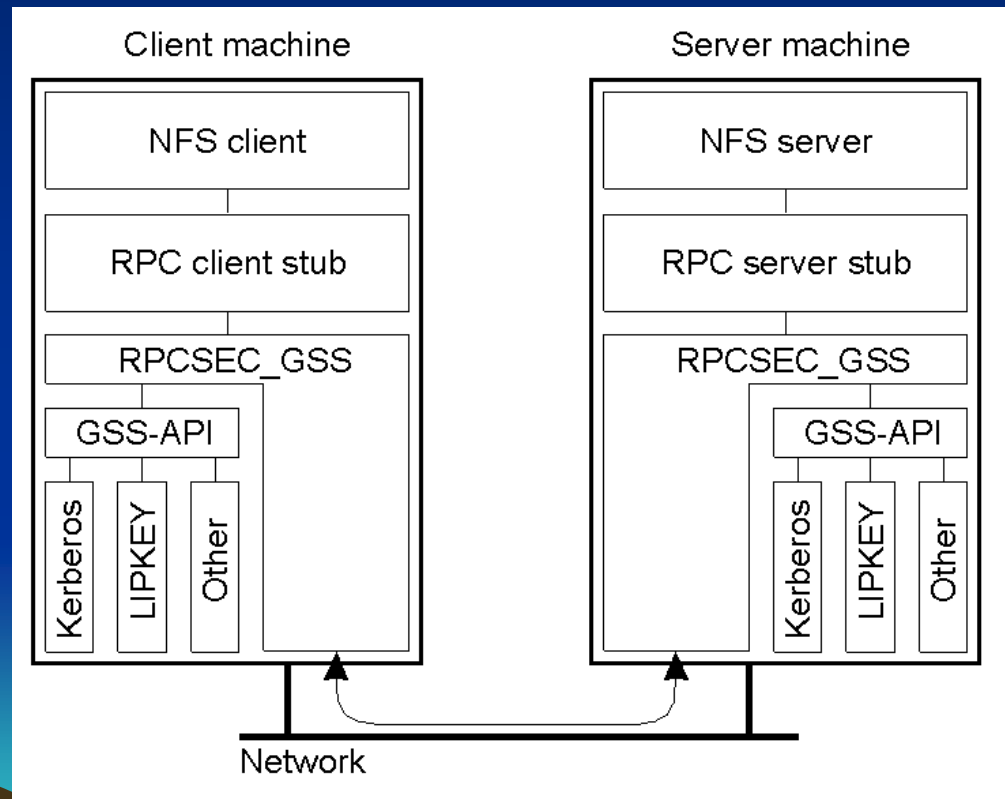 Client machine
Server machine
NFS client
NFS server
RPC client stub
RPC server stub
RPCSEC_GSS
RPCSEC_GSS
GSS-API
GSS-API
Kerberos
LIPKEY
Other
Kerberos
LIPKEY
Other
Network